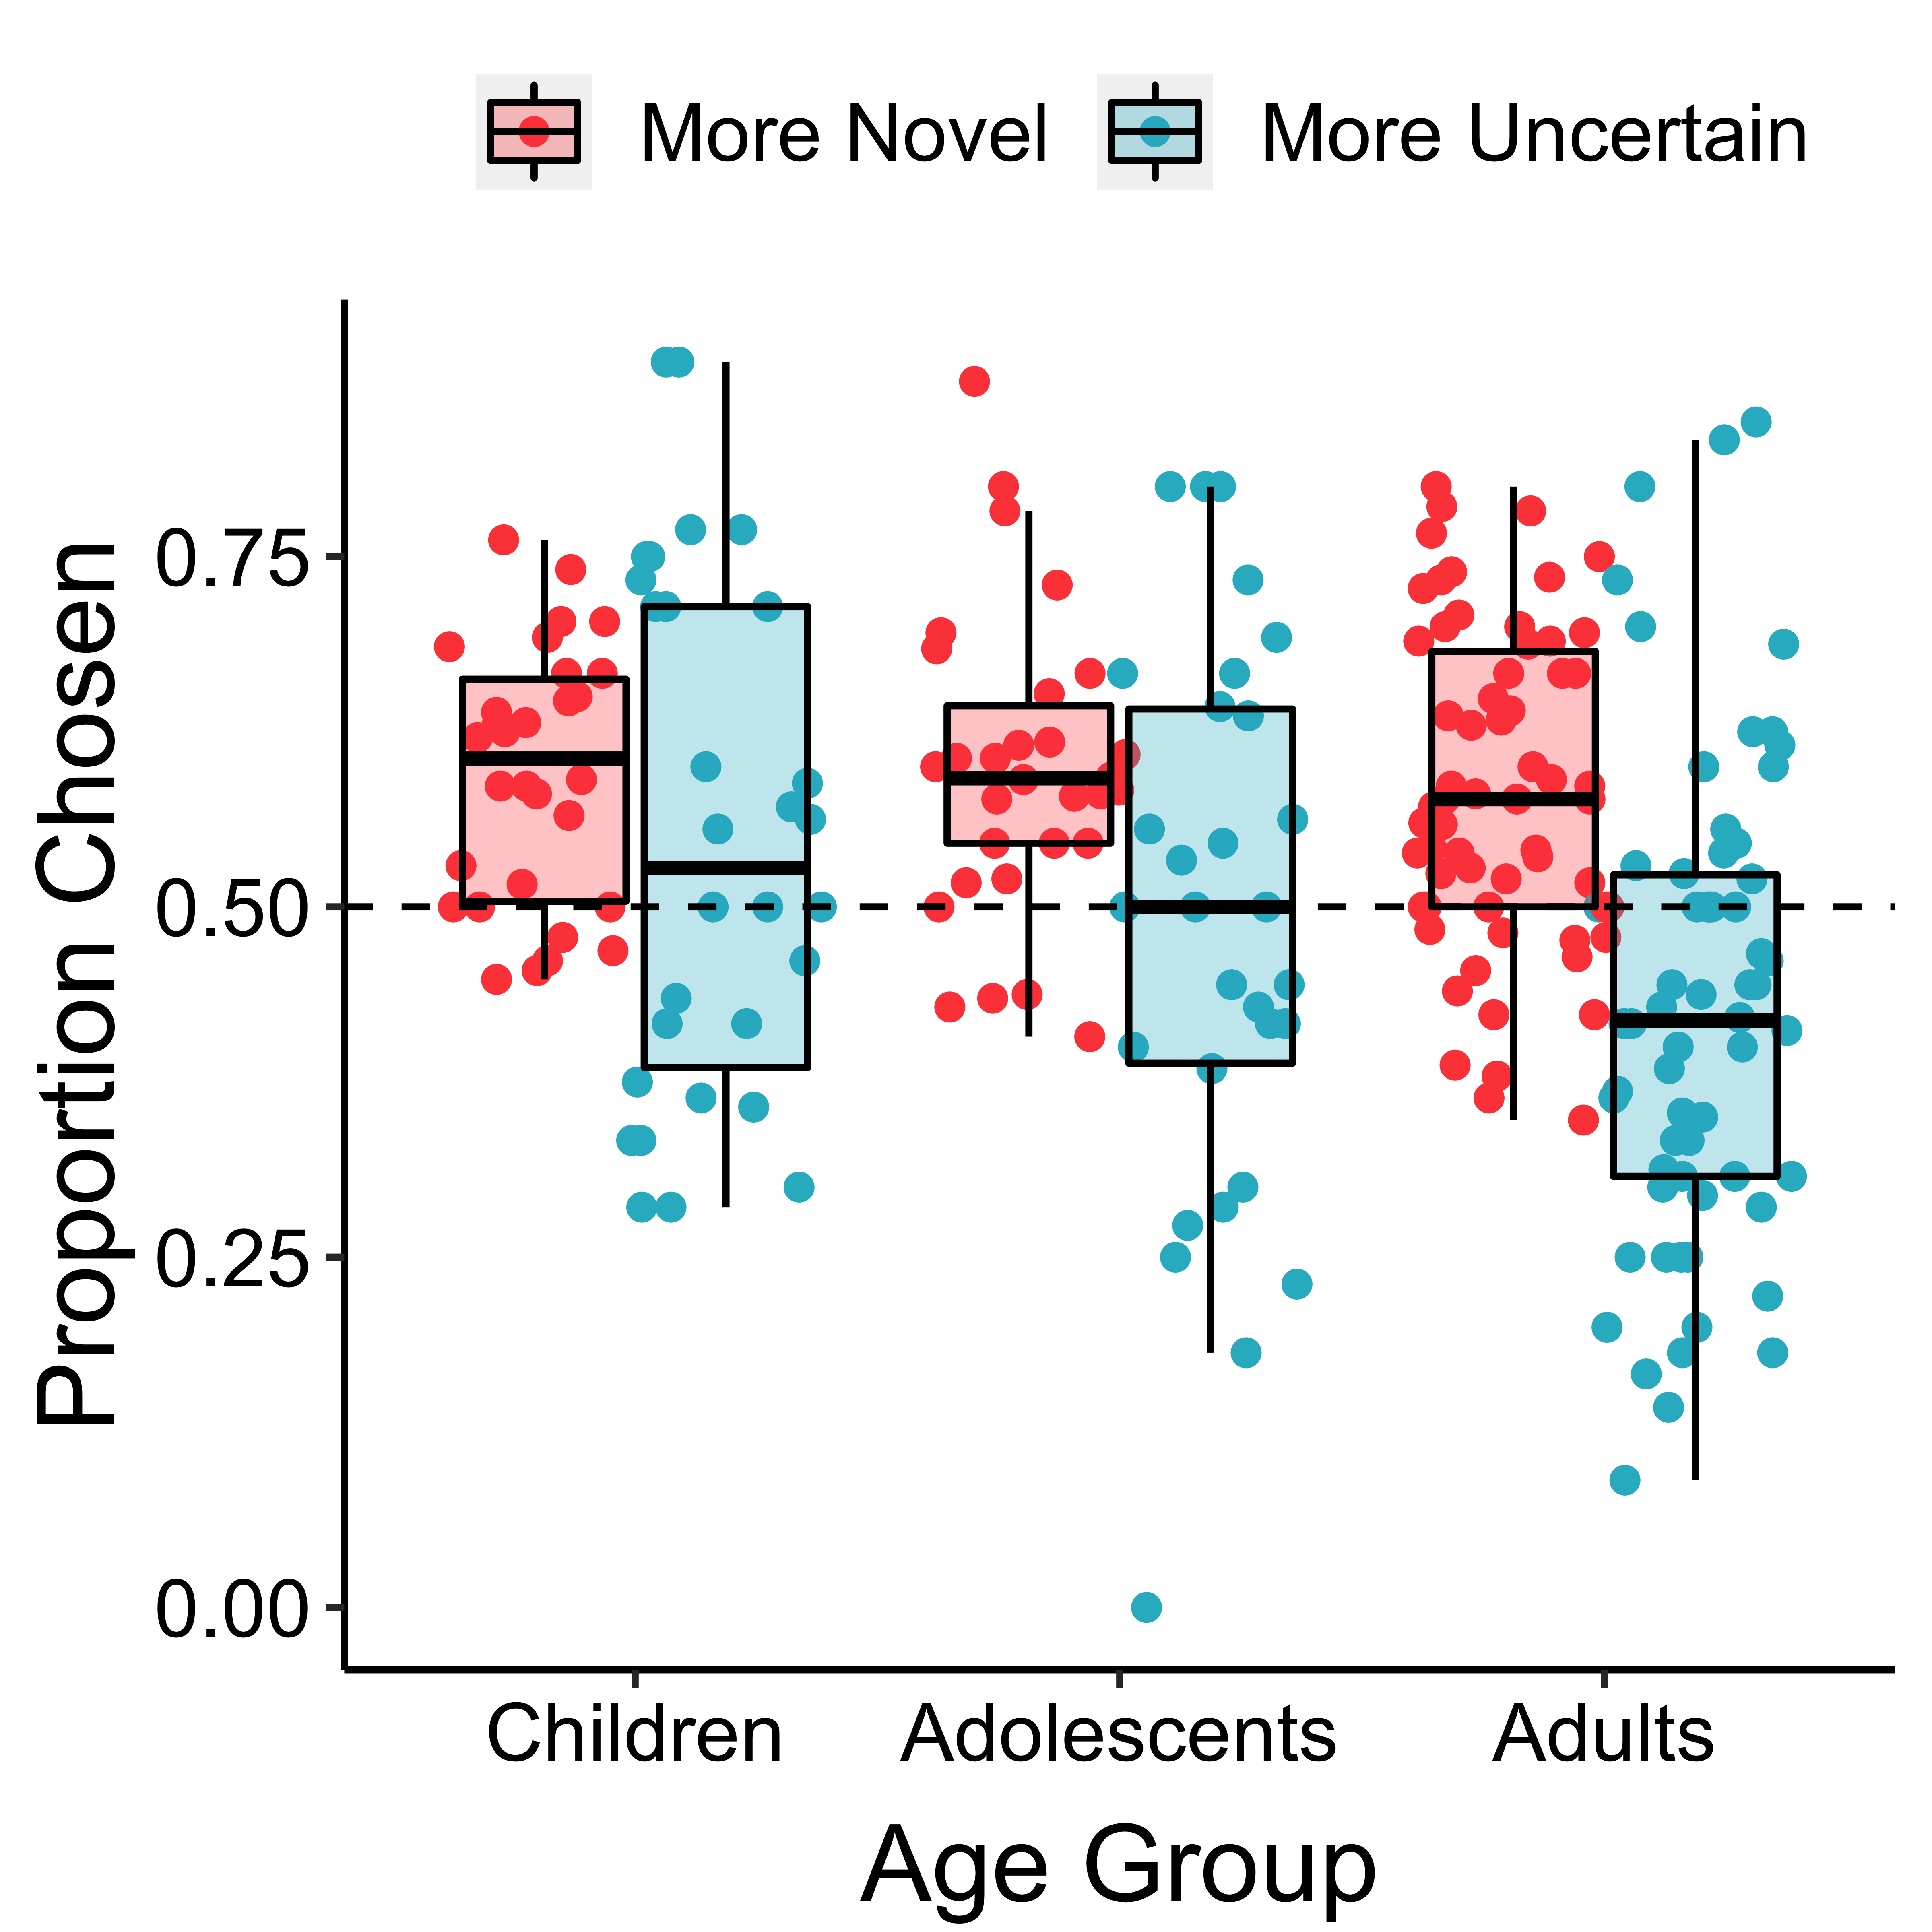 More Novel More Uncertain
Proportion Chosen
0.75
0.50
0.25
0.00
Children Adolescents Adults
Age Group